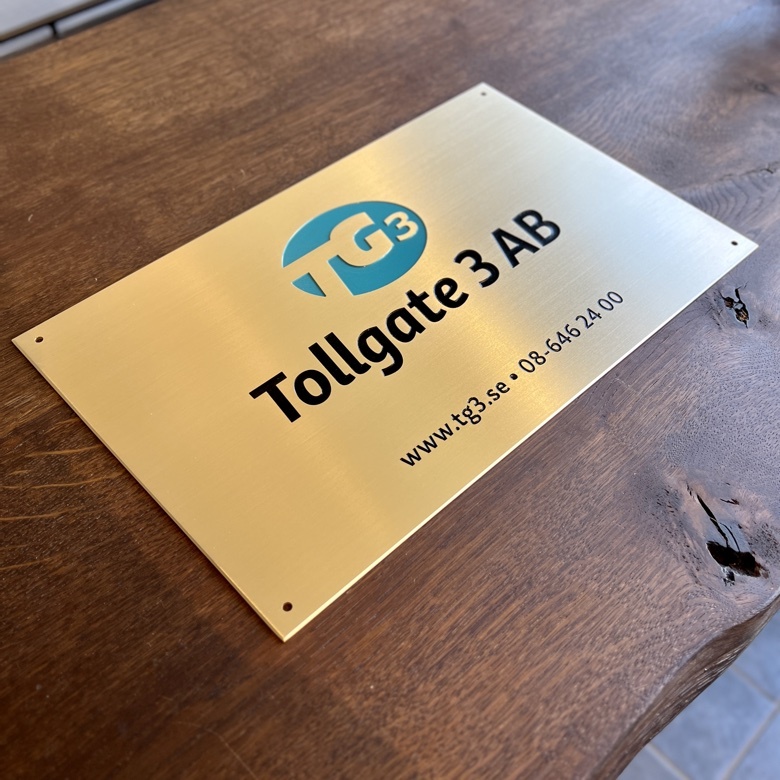 TG3
Tollgate 3 AB
www.tg3.se • 08-646 24 00